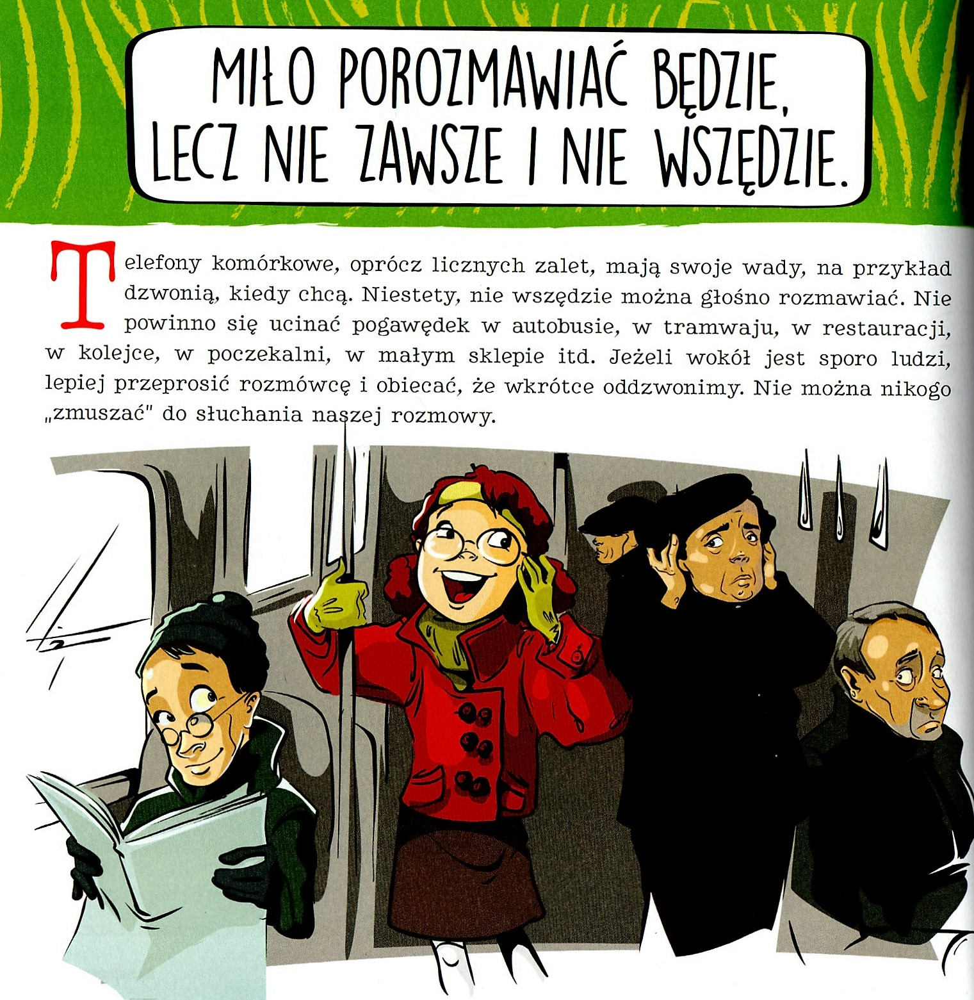 MIŁO POROZMAWIAĆ BĘDZIE,
LECZ NIE ZAWSZE I NIE WSZĘDZIE.
Telefony komórkowe, oprócz licznych zalet, mają swoje wady, na przykład
dzwonią, kiedy chcą. Niestety, nie wszędzie można głośno rozmawiać. Nie
powinno się ucinać pogawędek w autobusie, w tramwaju, w restauracji,
w kolejce, w poczekalni, w małym sklepie itd. Jeżeli wokół jest sporo ludzi,
lepiej przeprosić rozmówcę i obiecać, że wkrótce oddzwonimy. Nie można nikogo
„zmuszać" do słuchania naszej rozmowy.